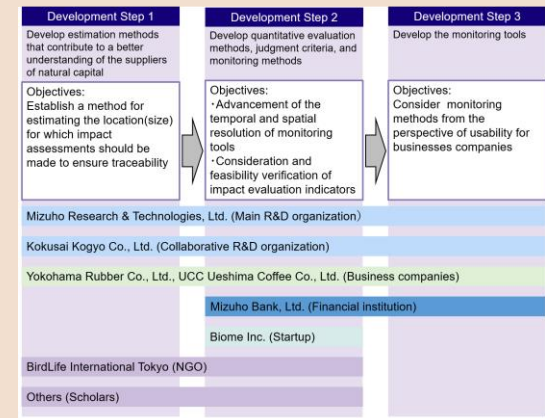 Development Step 1
Develop estimation methods
that contribute to a better
understanding of the suppliers
of natural capital
Objectives:
Establish a method for
estimating the location(size)
for which impact
assessments should be
made to ensure traceability
Development Step 2
Develop quantitative evaluation
methods, judgment criteria, and
monitoring methods
Objectives:
・Advancement of the
temporal and spatial
resolution of monitoring
tools
・Consideration and
feasibility verification of
impact evaluation indicators
Development Step 3
Develop the monitoring tools
Objectives:
Consider monitoring
methods from the
perspective of usability for
businesses companies
Mizuho Research & Technologies, Ltd. (Main R&D organization)
Kokusai Kogyo Co., Ltd. (Collaborative R&D organization)
Yokohama Rubber Co., Ltd., UCC Ueshima Coffee Co., Ltd. (Business companies)
Mizuho Bank, Ltd. (Financial institution)
Biome Inc. (Startup)
BirdLife International Tokyo (NGO)
Others (Scholars)